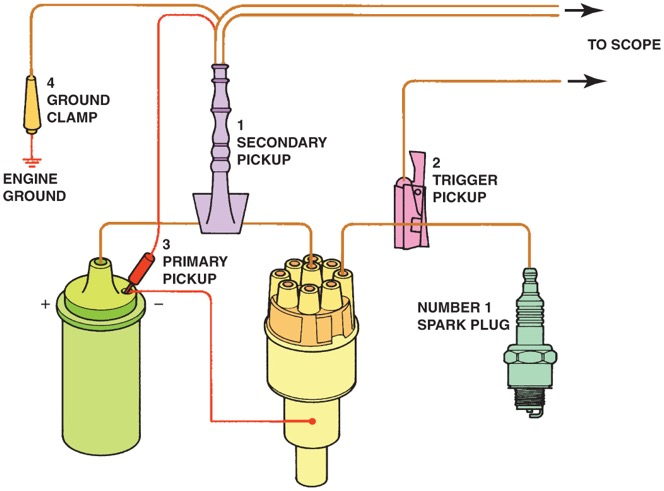 TO SCOPE
4
GROUND
CLAMP
1
SECONDARY
PICKUP
2
TRIGGER
PICKUP
ENGINE
GROUND
3
PRIMARY
PICKUP
+
–
NUMBER 1
SPARK PLUG